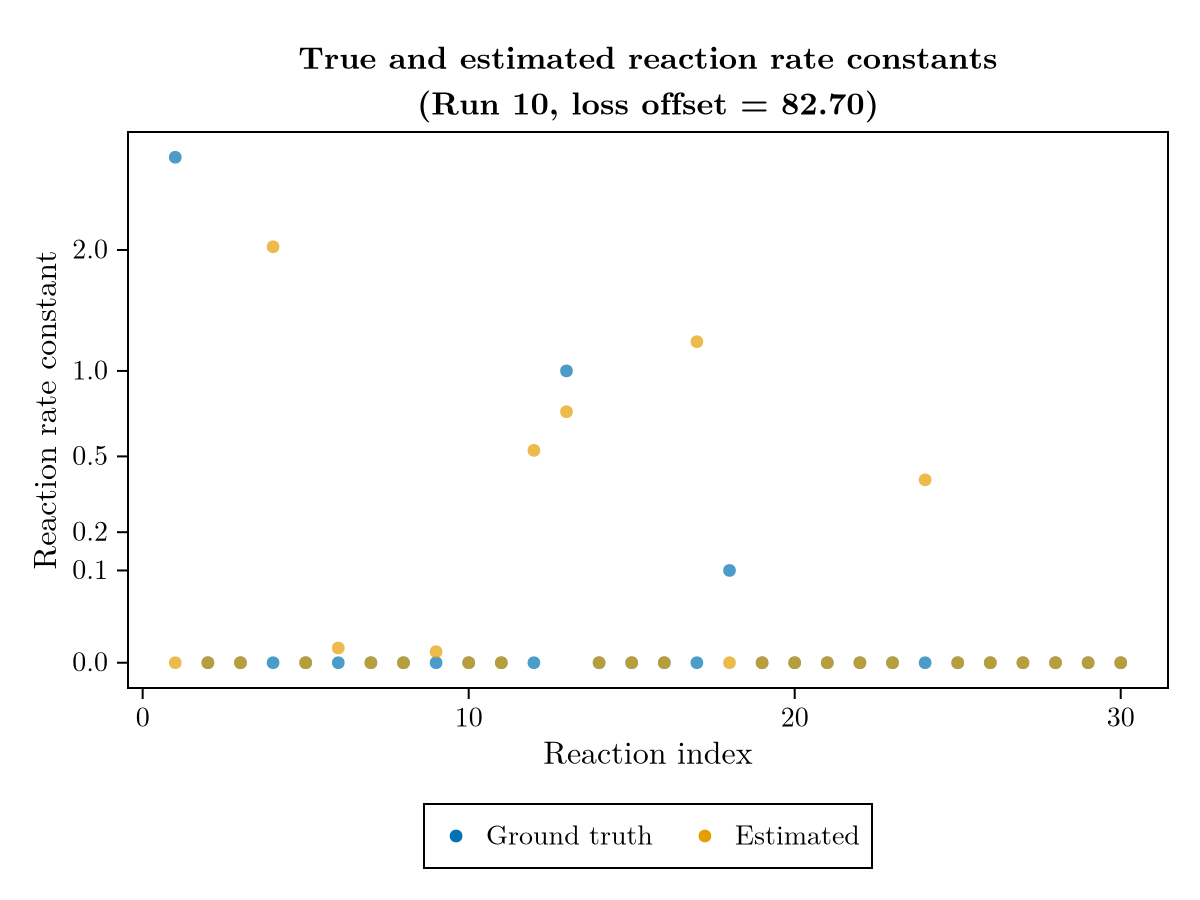 True and estimated reaction rate constants
(Run 10, loss offset = 82.70)
Reaction rate constant
2.0
1.0
0.5
0.2
0.1
0.0
0 10 20 30
Reaction index
Ground truth Estimated